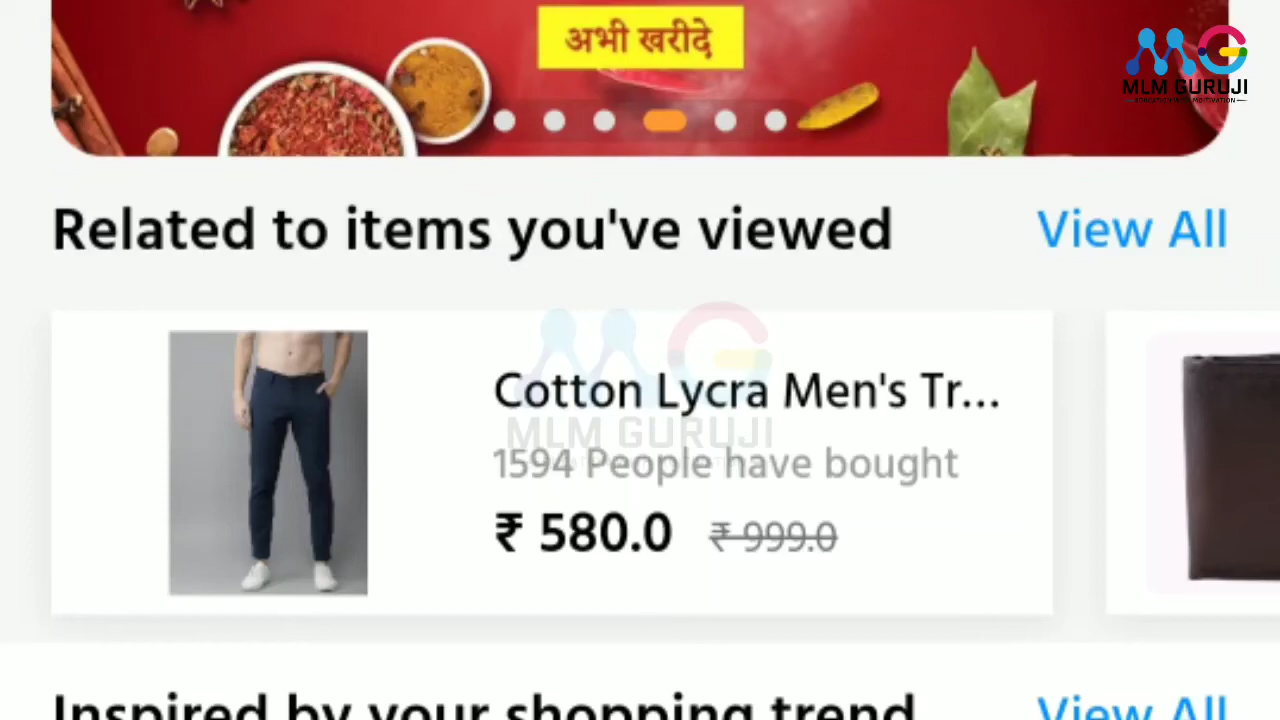 अभी खरीदे
MLM GURUJI
Related to items you've viewed
View All
Cotton Lycra Men's Tr...
MLM GURUJI
1594 People have bought
₹ 580.0 ₹ 999.0
Inspired by your shopping trend
View All